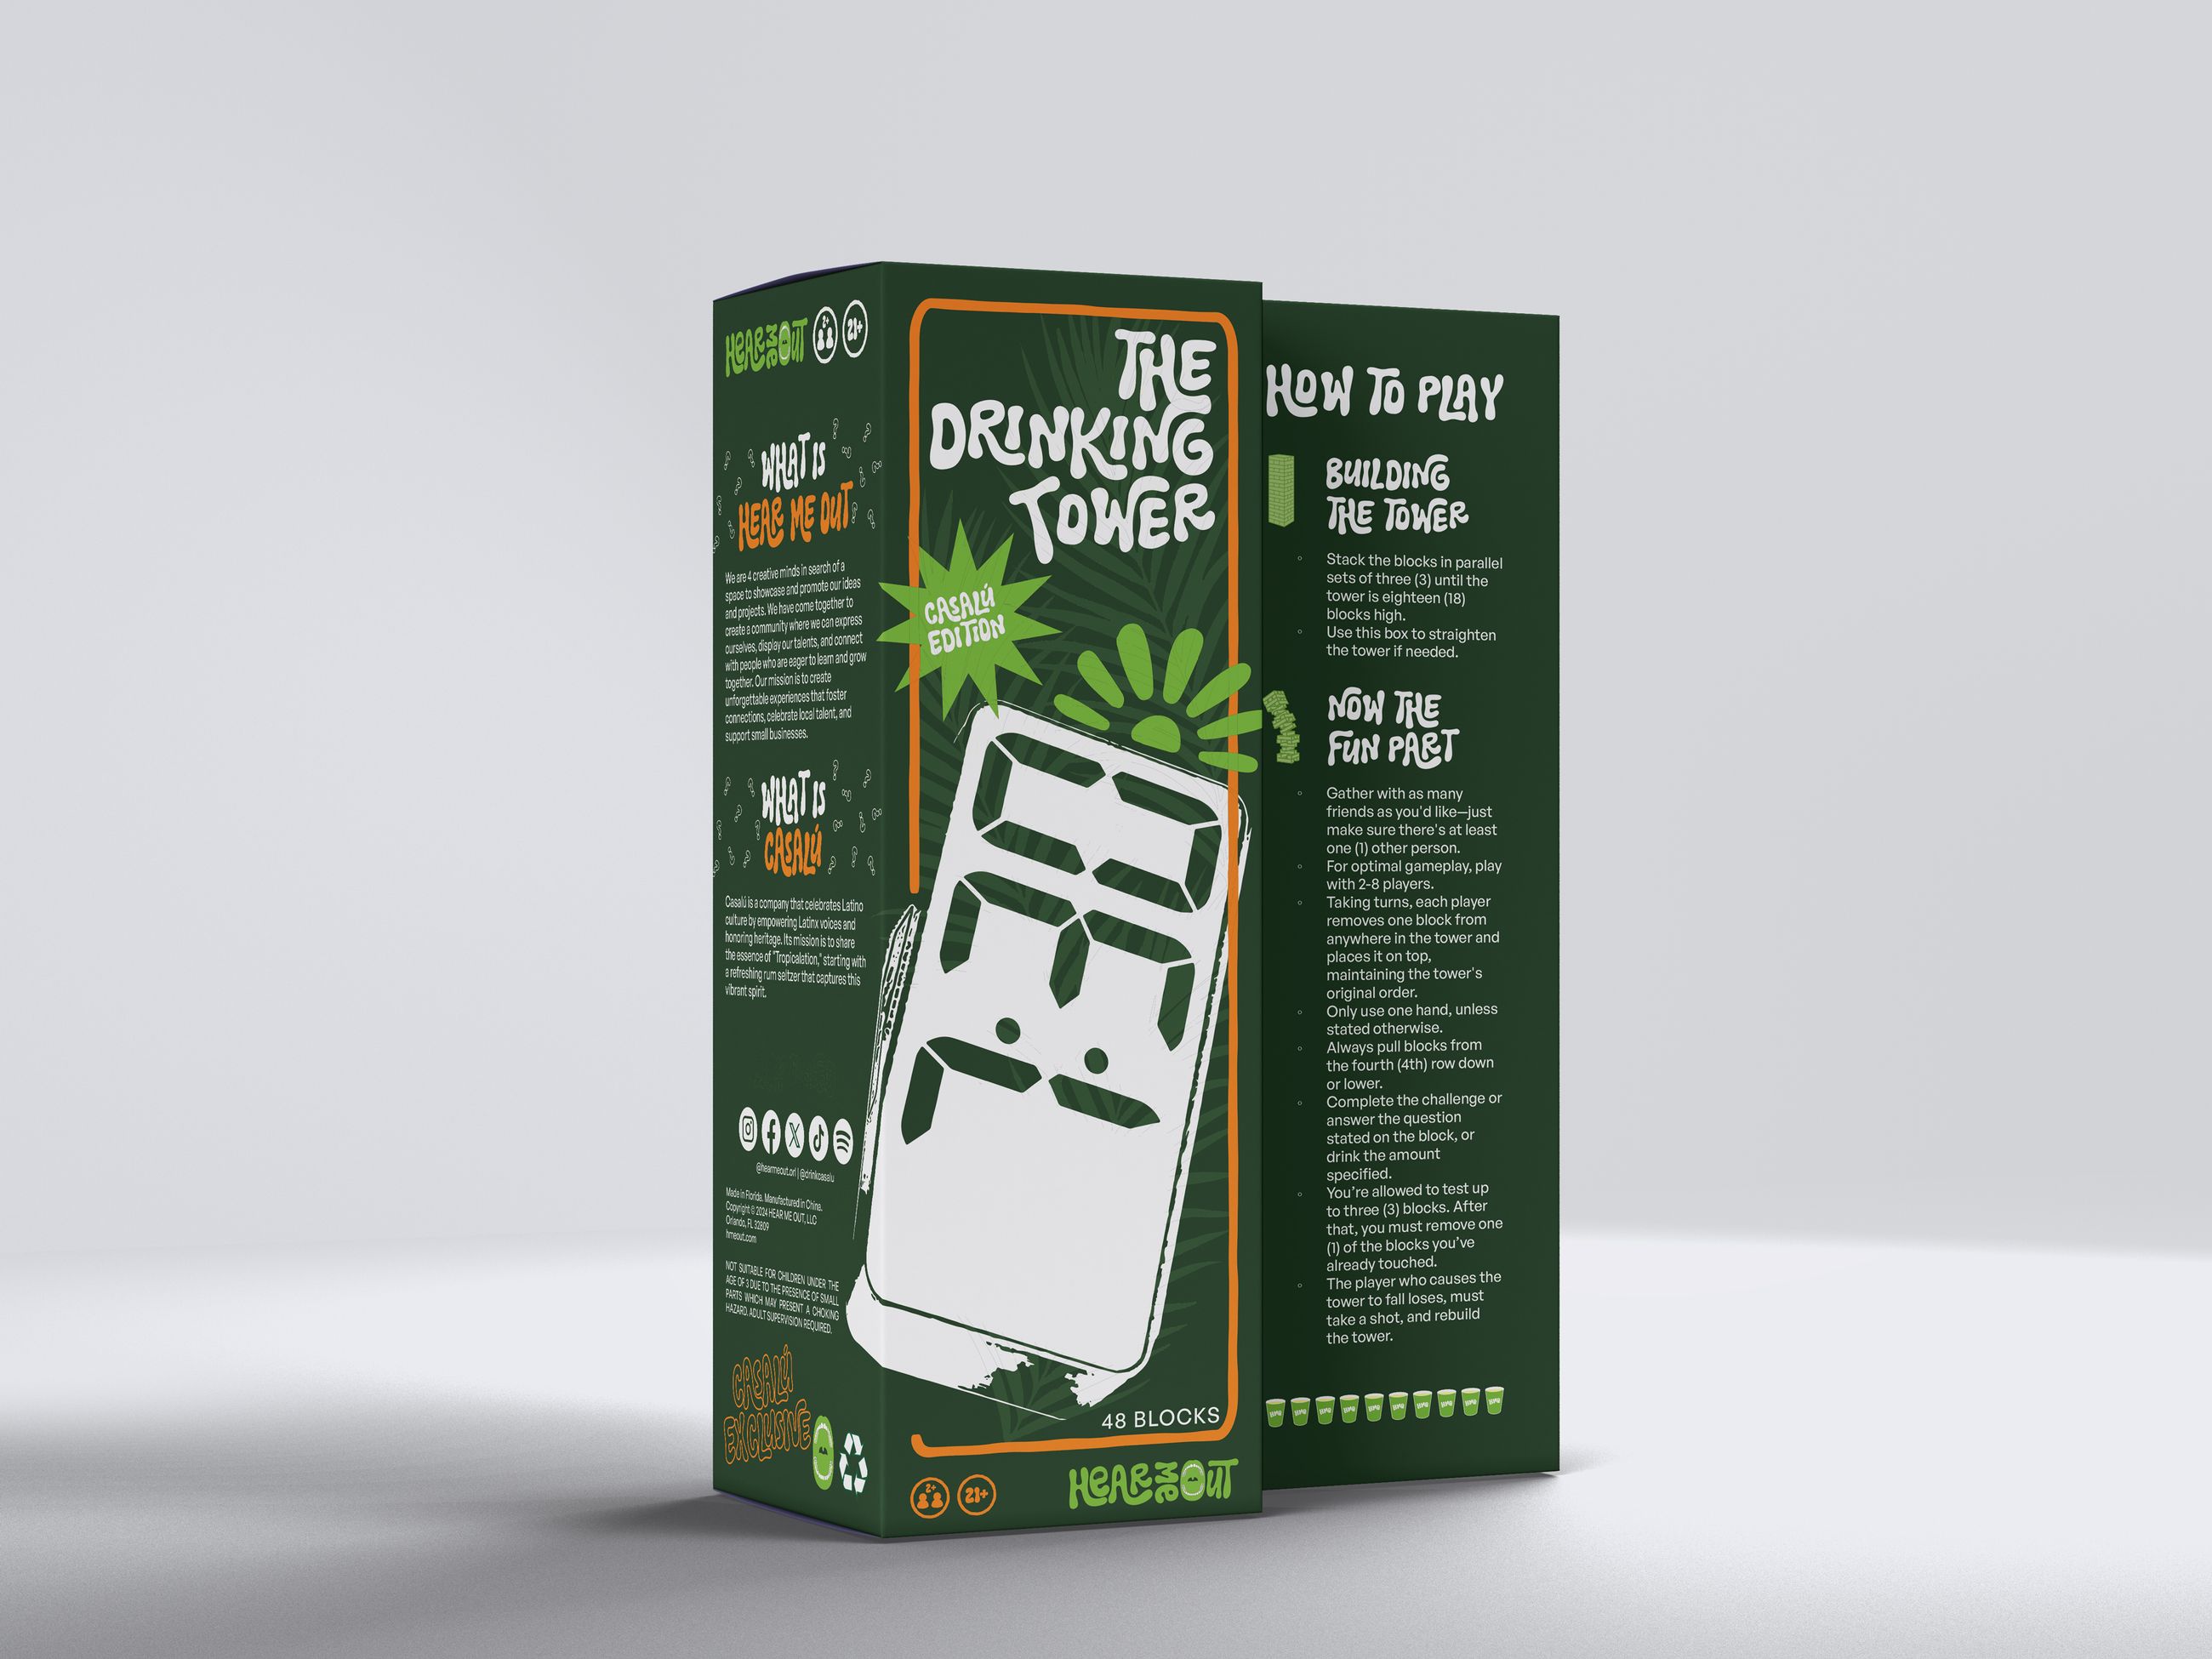 HEAR ME OUT
2+
21+
WHAT IS
HEAR ME OUT
We are 4 creative minds in search of a
space to showcase and promote our ideas
and projects. We have come together to
create a community where we can express
ourselves, display our talents, and connect
with people who are eager to learn and grow
together. Our mission is to create
unforgettable experiences that foster
connections, celebrate local talent, and
support small businesses.
WHAT IS
CASALÚ
Casalú is a company that celebrates Latino
culture by empowering Latinx voices and
honoring heritage. Its mission is to share
the essence of "Tropicalation," starting with
a refreshing rum seltzer that captures this
vibrant spirit.
@hearmeout.orl | @drinkcasalu
Made in Florida. Manufactured in China.
Copyright © 2024 HEAR ME OUT, LLC
Orlando, FL 32809
hmeout.com
NOT SUITABLE FOR CHILDREN UNDER THE
AGE OF 3 DUE TO THE PRESENCE OF SMALL
PARTS WHICH MAY PRESENT A CHOKING
HAZARD. ADULT SUPERVISION REQUIRED.
CASALÚ
EXCLUSIVE
THE
DRINKING
TOWER
CASALÚ
EDITION
48 BLOCKS
2+
21+
HEAR ME OUT
HOW TO PLAY
BUILDING
THE TOWER
◦ Stack the blocks in parallel
sets of three (3) until the
tower is eighteen (18)
blocks high.
◦ Use this box to straighten
the tower if needed.
NOW THE
FUN PART
◦ Gather with as many
friends as you'd like—just
make sure there's at least
one (1) other person.
◦ For optimal gameplay, play
with 2-8 players.
◦ Taking turns, each player
removes one block from
anywhere in the tower and
places it on top,
maintaining the tower's
original order.
◦ Only use one hand, unless
stated otherwise.
◦ Always pull blocks from
the fourth (4th) row down
or lower.
◦ Complete the challenge or
answer the question
stated on the block, or
drink the amount
specified.
◦ You're allowed to test up
to three (3) blocks. After
that, you must remove one
(1) of the blocks you've
already touched.
◦ The player who causes the
tower to fall loses, must
take a shot, and rebuild
the tower.